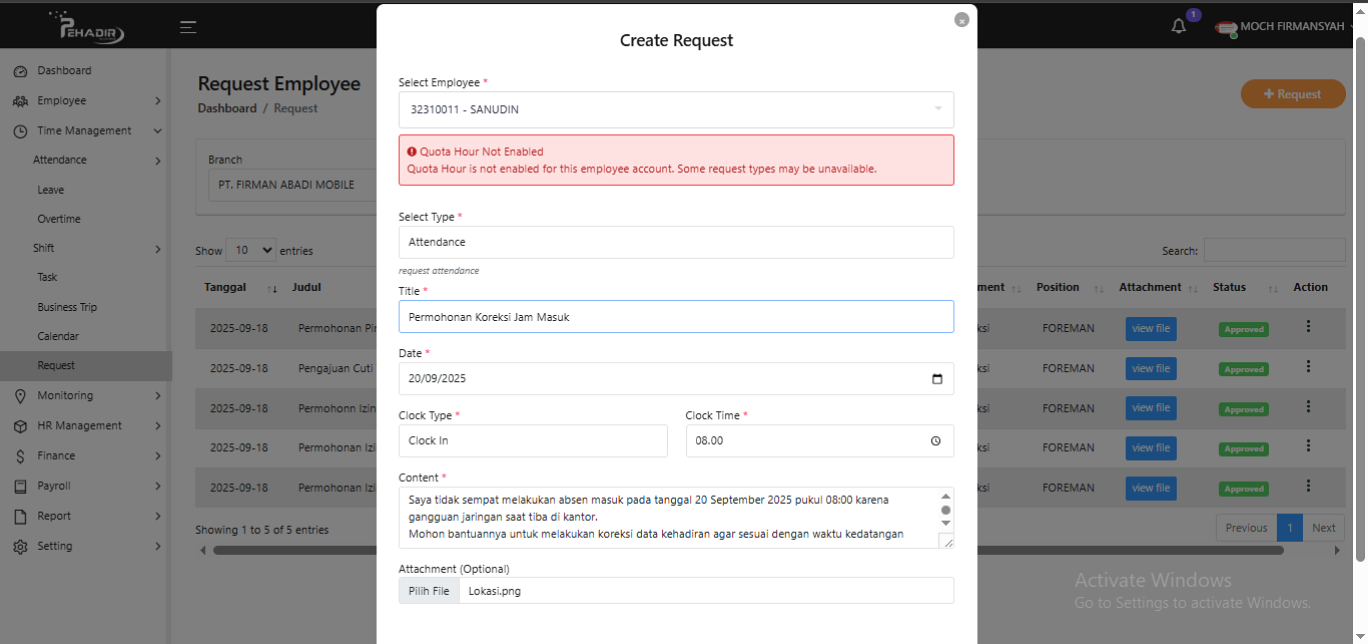 PEHADIR
1
MOCH FIRMANSYAH
Dashboard
Employee
Time Management
Attendance
Leave
Overtime
Shift
Task
Business Trip
Calendar
Request
Monitoring
HR Management
Finance
Payroll
Report
Setting
Request Employee
Dashboard / Request
+ Request
Branch
PT. FIRMAN ABADI MOBILE
Show 10 entries
Search:
Tanggal Judul Position Attachment Status Action
2025-09-18 FOREMAN view file Approved
2025-09-18 Pengajuan Cuti FOREMAN view file Approved
2025-09-18 Permohonn Izin FOREMAN view file Approved
2025-09-18 Permohonan Izi FOREMAN view file Approved
2025-09-18 Permohonan Izi FOREMAN view file Approved
Showing 1 to 5 of 5 entries
Previous 1 Next
Create Request
Select Employee *
32310011 - SANUDIN
Quota Hour Not Enabled
Quota Hour is not enabled for this employee account. Some request types may be unavailable.
Select Type *
Attendance
request attendance
Title *
Permohonan Koreksi Jam Masuk
Date *
20/09/2025
Clock Type * Clock Time *
Clock In 08.00
Content *
Saya tidak sempat melakukan absen masuk pada tanggal 20 September 2025 pukul 08:00 karena
gangguan jaringan saat tiba di kantor.
Mohon bantuannya untuk melakukan koreksi data kehadiran agar sesuai dengan waktu kedatangan
Attachment (Optional)
Pilih File Lokasi.png
Activate Windows
Go to Settings to activate Windows.